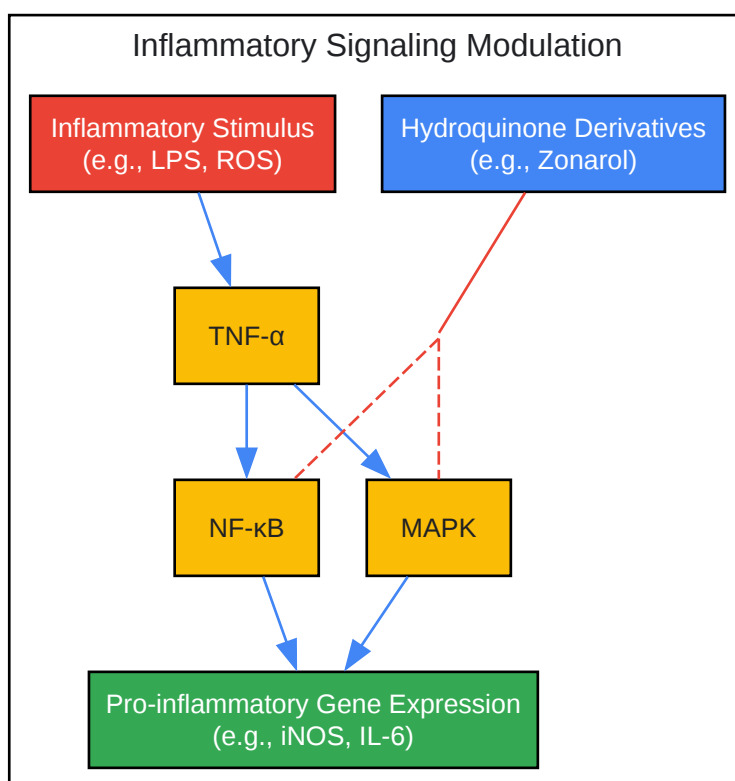 Inflammatory Signaling Modulation
Inflammatory Stimulus
(e.g., LPS, ROS)
Hydroquinone Derivatives
(e.g., Zonarol)
TNF-α
NF-κB
MAPK
Pro-inflammatory Gene Expression
(e.g., iNOS, IL-6)